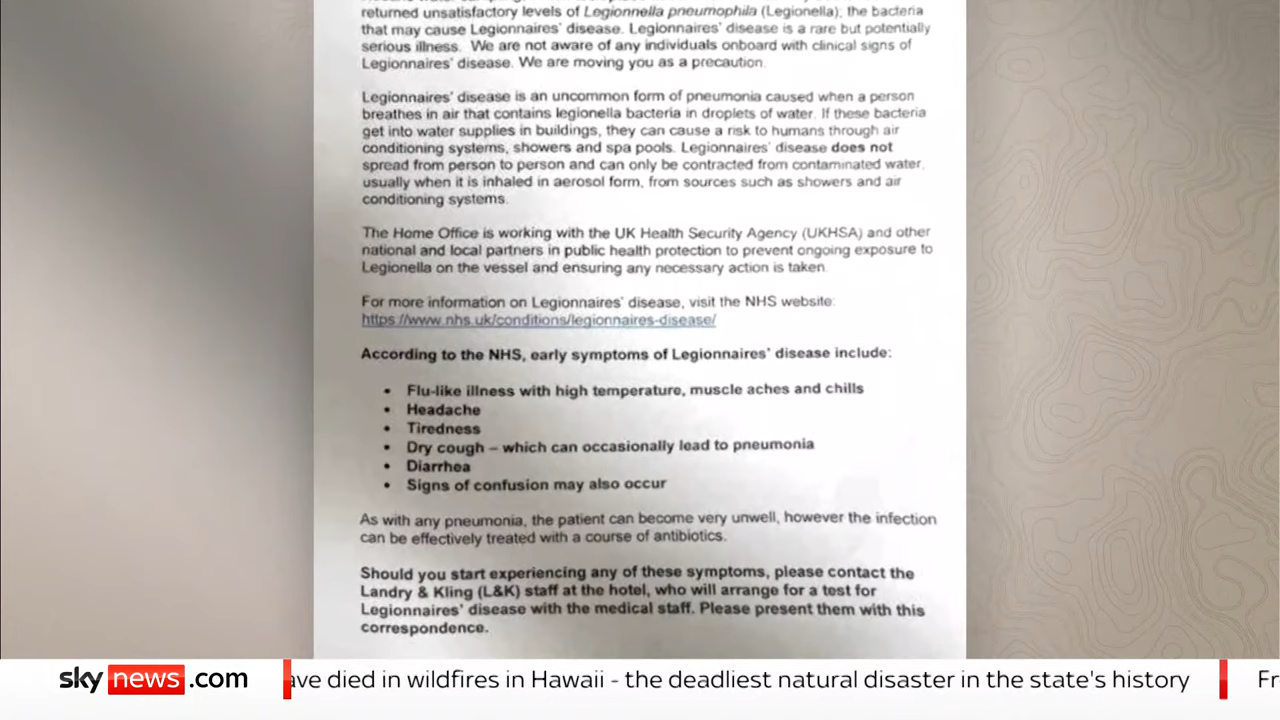 returned unsatisfactory levels of Legionnella pneumophila (Legionella); the bacteria
that may cause Legionnaires' disease. Legionnaires' disease is a rare but potentially
serious illness. We are not aware of any individuals onboard with clinical signs of
Legionnaires' disease. We are moving you as a precaution.
Legionnaires' disease is an uncommon form of pneumonia caused when a person
breathes in air that contains legionella bacteria in droplets of water. If these bacteria
get into water supplies in buildings, they can cause a risk to humans through air
conditioning systems, showers and spa pools. Legionnaires' disease does not
spread from person to person and can only be contracted from contaminated water,
usually when it is inhaled in aerosol form, from sources such as showers and air
conditioning systems.
The Home Office is working with the UK Health Security Agency (UKHSA) and other
national and local partners in public health protection to prevent ongoing exposure to
Legionella on the vessel and ensuring any necessary action is taken.
For more information on Legionnaires' disease, visit the NHS website:
https://www.nhs.uk/conditions/legionnaires-disease/
According to the NHS, early symptoms of Legionnaires' disease include:
• Flu-like illness with high temperature, muscle aches and chills
• Headache
• Tiredness
• Dry cough – which can occasionally lead to pneumonia
• Diarrhea
• Signs of confusion may also occur
As with any pneumonia, the patient can become very unwell, however the infection
can be effectively treated with a course of antibiotics.
Should you start experiencing any of these symptoms, please contact the
Landry & Kling (L&K) staff at the hotel, who will arrange for a test for
Legionnaires' disease with the medical staff. Please present them with this
correspondence.
sky news .com
ave died in wildfires in Hawaii - the deadliest natural disaster in the state's history
Fr